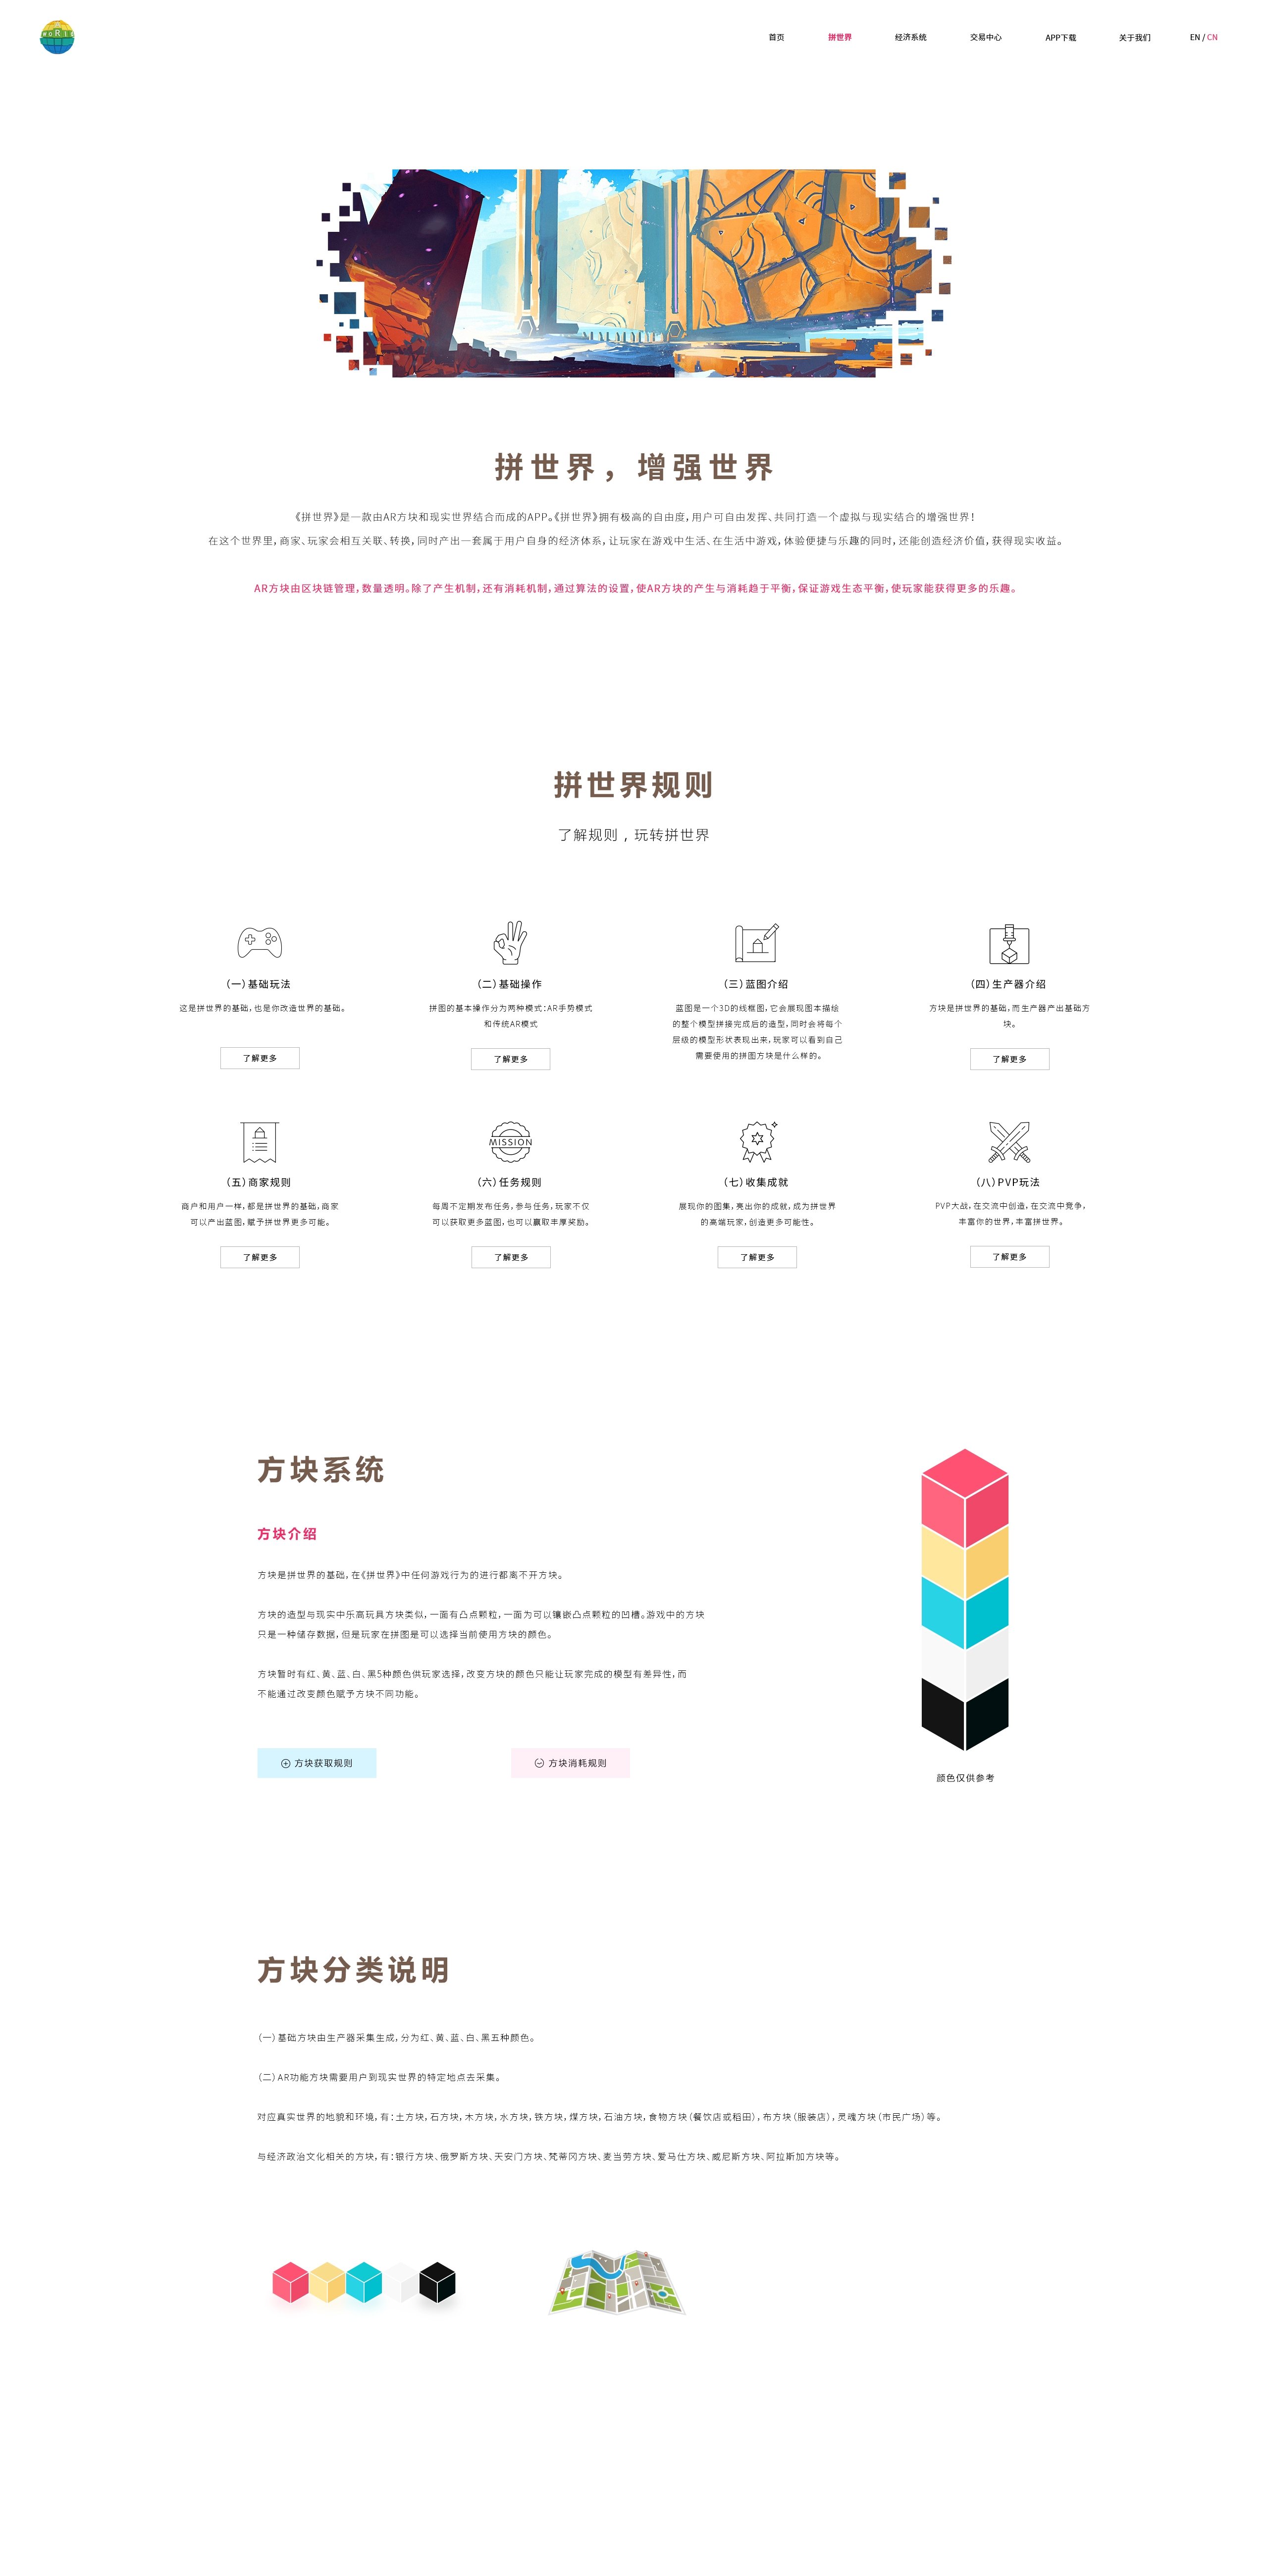 WORLD
首页
拼世界
经济系统
交易中心
APP下载
关于我们
EN / CN
拼世界，增强世界
《拼世界》是一款由AR方块和现实世界结合而成的APP。《拼世界》拥有极高的自由度，用户可自由发挥、共同打造一个虚拟与现实结合的增强世界！
在这个世界里，商家、玩家会相互关联、转换，同时产出一套属于用户自身的经济体系，让玩家在游戏中生活、在生活中游戏，体验便捷与乐趣的同时，还能创造经济价值，获得现实收益。
AR方块由区块链管理，数量透明。除了产生机制，还有消耗机制，通过算法的设置，使AR方块的产生与消耗趋于平衡，保证游戏生态平衡，使玩家能获得更多的乐趣。
拼世界规则
了解规则，玩转拼世界
（一）基础玩法
这是拼世界的基础，也是你改造世界的基础。
了解更多
（二）基础操作
拼图的基本操作分为两种模式：AR手势模式
和传统AR模式
了解更多
（三）蓝图介绍
蓝图是一个3D的线框图，它会展现图本描绘
的整个模型拼接完成后的造型，同时会将每个
层级的模型形状表现出来，玩家可以看到自己
需要使用的拼图方块是什么样的。
（四）生产器介绍
方块是拼世界的基础，而生产器产出基础方
块。
了解更多
（五）商家规则
商户和用户一样，都是拼世界的基础，商家
可以产出蓝图，赋予拼世界更多可能。
了解更多
MISSION
（六）任务规则
每周不定期发布任务，参与任务，玩家不仅
可以获取更多蓝图，也可以赢取丰厚奖励。
了解更多
（七）收集成就
展现你的图集，亮出你的成就，成为拼世界
的高端玩家，创造更多可能性。
了解更多
（八）PVP玩法
PVP大战，在交流中创造，在交流中竞争，
丰富你的世界，丰富拼世界。
了解更多
方块系统
方块介绍
方块是拼世界的基础，在《拼世界》中任何游戏行为的进行都离不开方块。
方块的造型与现实中乐高玩具方块类似，一面有凸点颗粒，一面为可以镶嵌凸点颗粒的凹槽。游戏中的方块
只是一种储存数据，但是玩家在拼图是可以选择当前使用方块的颜色。
方块暂时有红、黄、蓝、白、黑5种颜色供玩家选择，改变方块的颜色只能让玩家完成的模型有差异性，而
不能通过改变颜色赋予方块不同功能。
方块获取规则
方块消耗规则
颜色仅供参考
方块分类说明
（一）基础方块由生产器采集生成，分为红、黄、蓝、白、黑五种颜色。
（二）AR功能方块需要用户到现实世界的特定地点去采集。
对应真实世界的地貌和环境，有：土方块，石方块，木方块，水方块，铁方块，煤方块，石油方块，食物方块（餐饮店或稻田），布方块（服装店），灵魂方块（市民广场）等。
与经济政治文化相关的方块，有：银行方块、俄罗斯方块、天安门方块、梵蒂冈方块、麦当劳方块、爱马仕方块、威尼斯方块、阿拉斯加方块等。